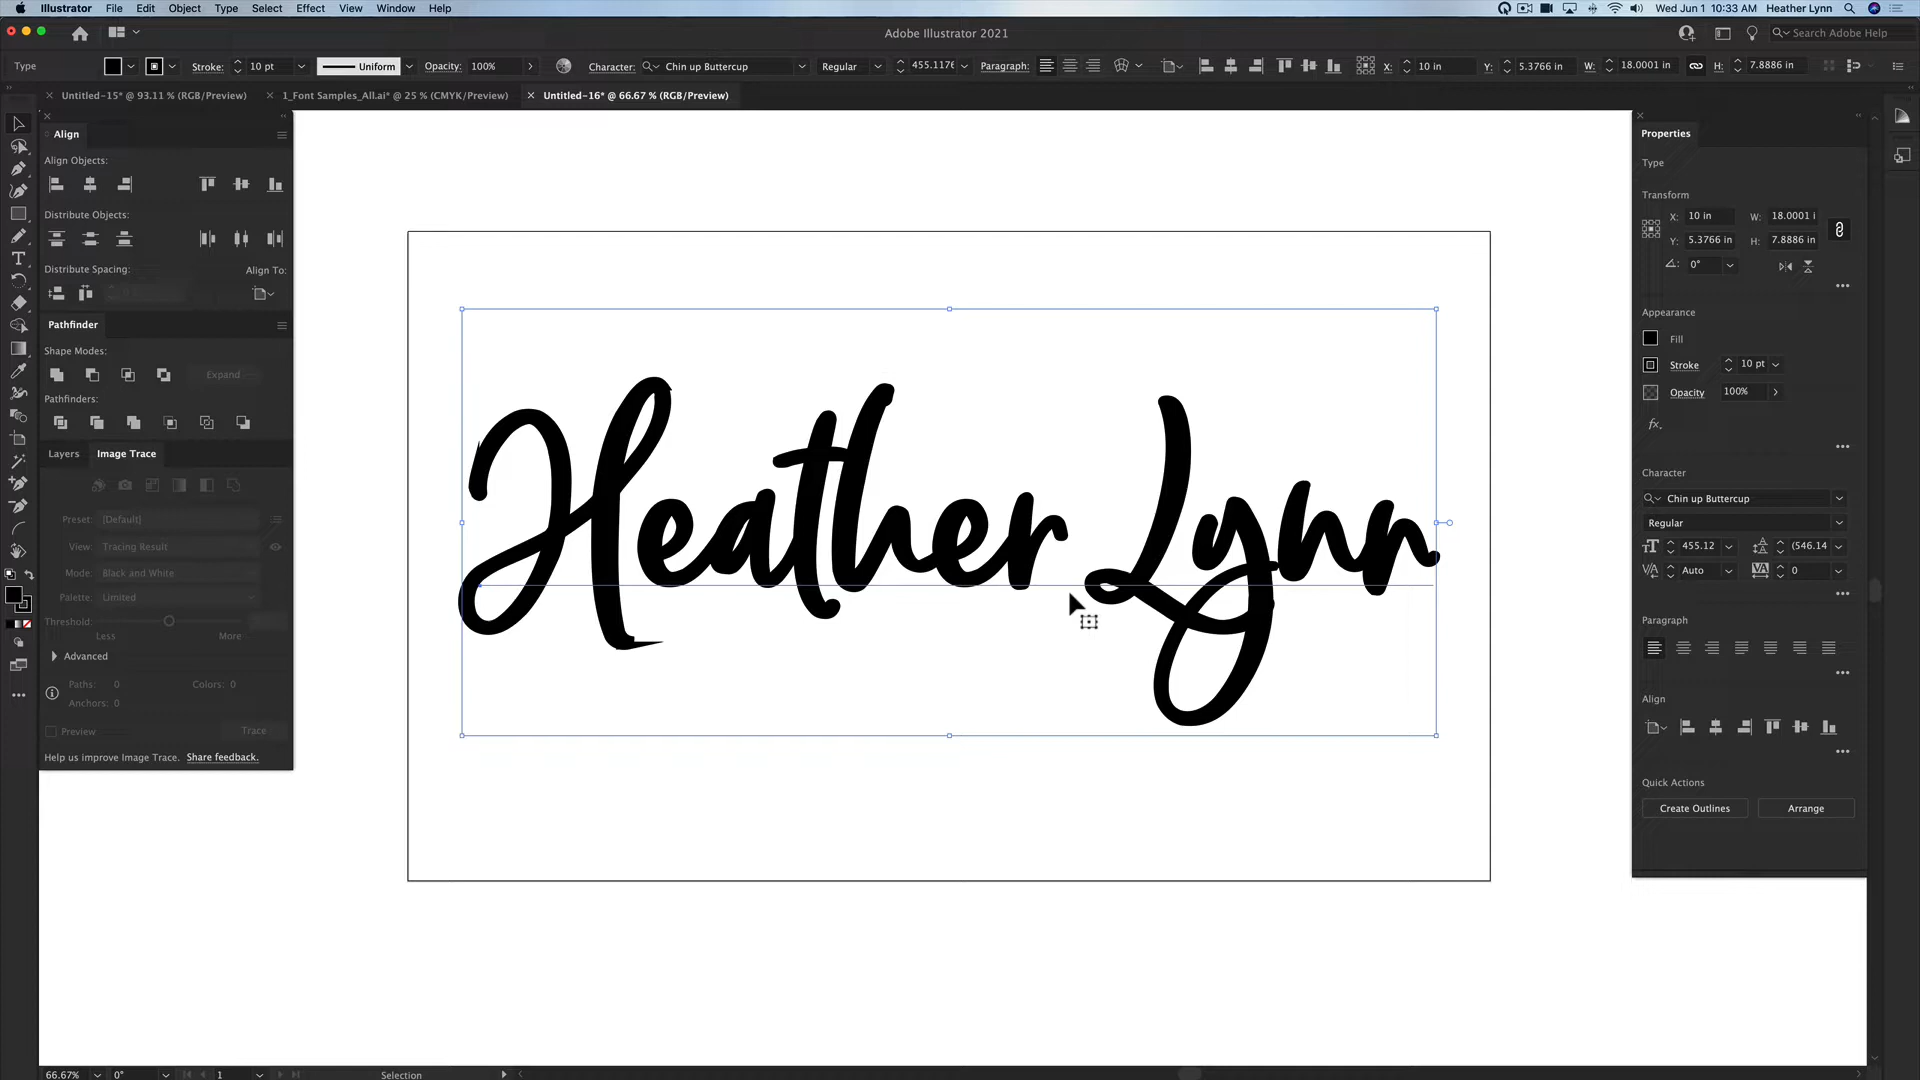 Illustrator File Edit Object Type Select Effect View Window Help Wed Jun 1 10:33 AM Heather Lynn
Adobe Illustrator 2021 Search Adobe Help
Type Stroke: 10 pt Uniform Opacity: 100% Character: Chin up Buttercup Regular 455.117 Paragraph: X: 10 in Y: 5.3766 in W: 18.0001 in H: 7.8886 in
Untitled-15* @ 93.11 % (RGB/Preview) 1_Font Samples_All.ai* @ 25 % (CMYK/Preview) Untitled-16* @ 66.67 % (RGB/Preview)
Align
Align Objects:
Distribute Objects:
Distribute Spacing:
Align To:
Pathfinder
Shape Modes:
Expand
Pathfinders:
Layers Image Trace
Preset: [Default]
View: Tracing Result
Mode: Black and White
Palette: Limited
Threshold:
Less More
Advanced
Paths: 0 Colors: 0
Anchors: 0
Preview Trace
Help us improve Image Trace. Share feedback.
Heather Lynn
Properties
Type
Transform
X: 10 in W: 18.0001 i
Y: 5.3766 in H: 7.8886 in
0°
Appearance
Fill
Stroke 10 pt
Opacity 100%
fx.
Character
Chin up Buttercup
Regular
455.12 (546.14
Auto 0
Paragraph
Align
Quick Actions
Create Outlines Arrange
66.67% 0° 1 Selection